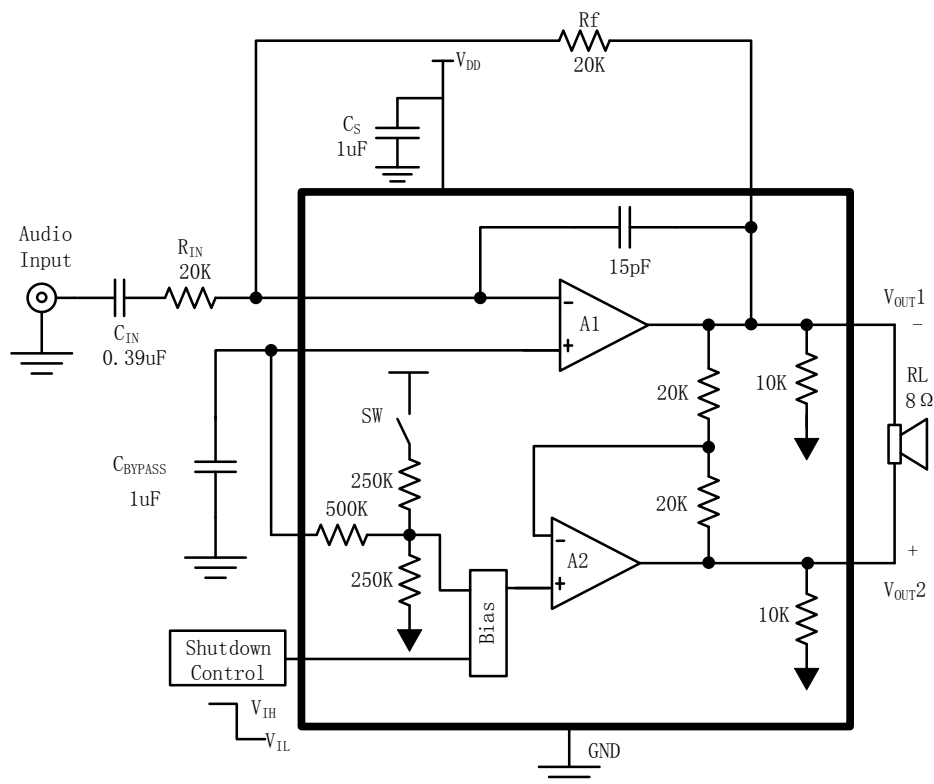 Rf
20K
VDD
CS
1uF
Audio
Input
RIN
20K
CIN
0.39uF
15pF
A1
-
+
VOUT1
-
RL
8Ω
+
VOUT2
20K
10K
20K
10K
SW
250K
500K
250K
CBYPASS
1uF
A2
-
+
Bias
Shutdown
Control
VIH
VIL
GND